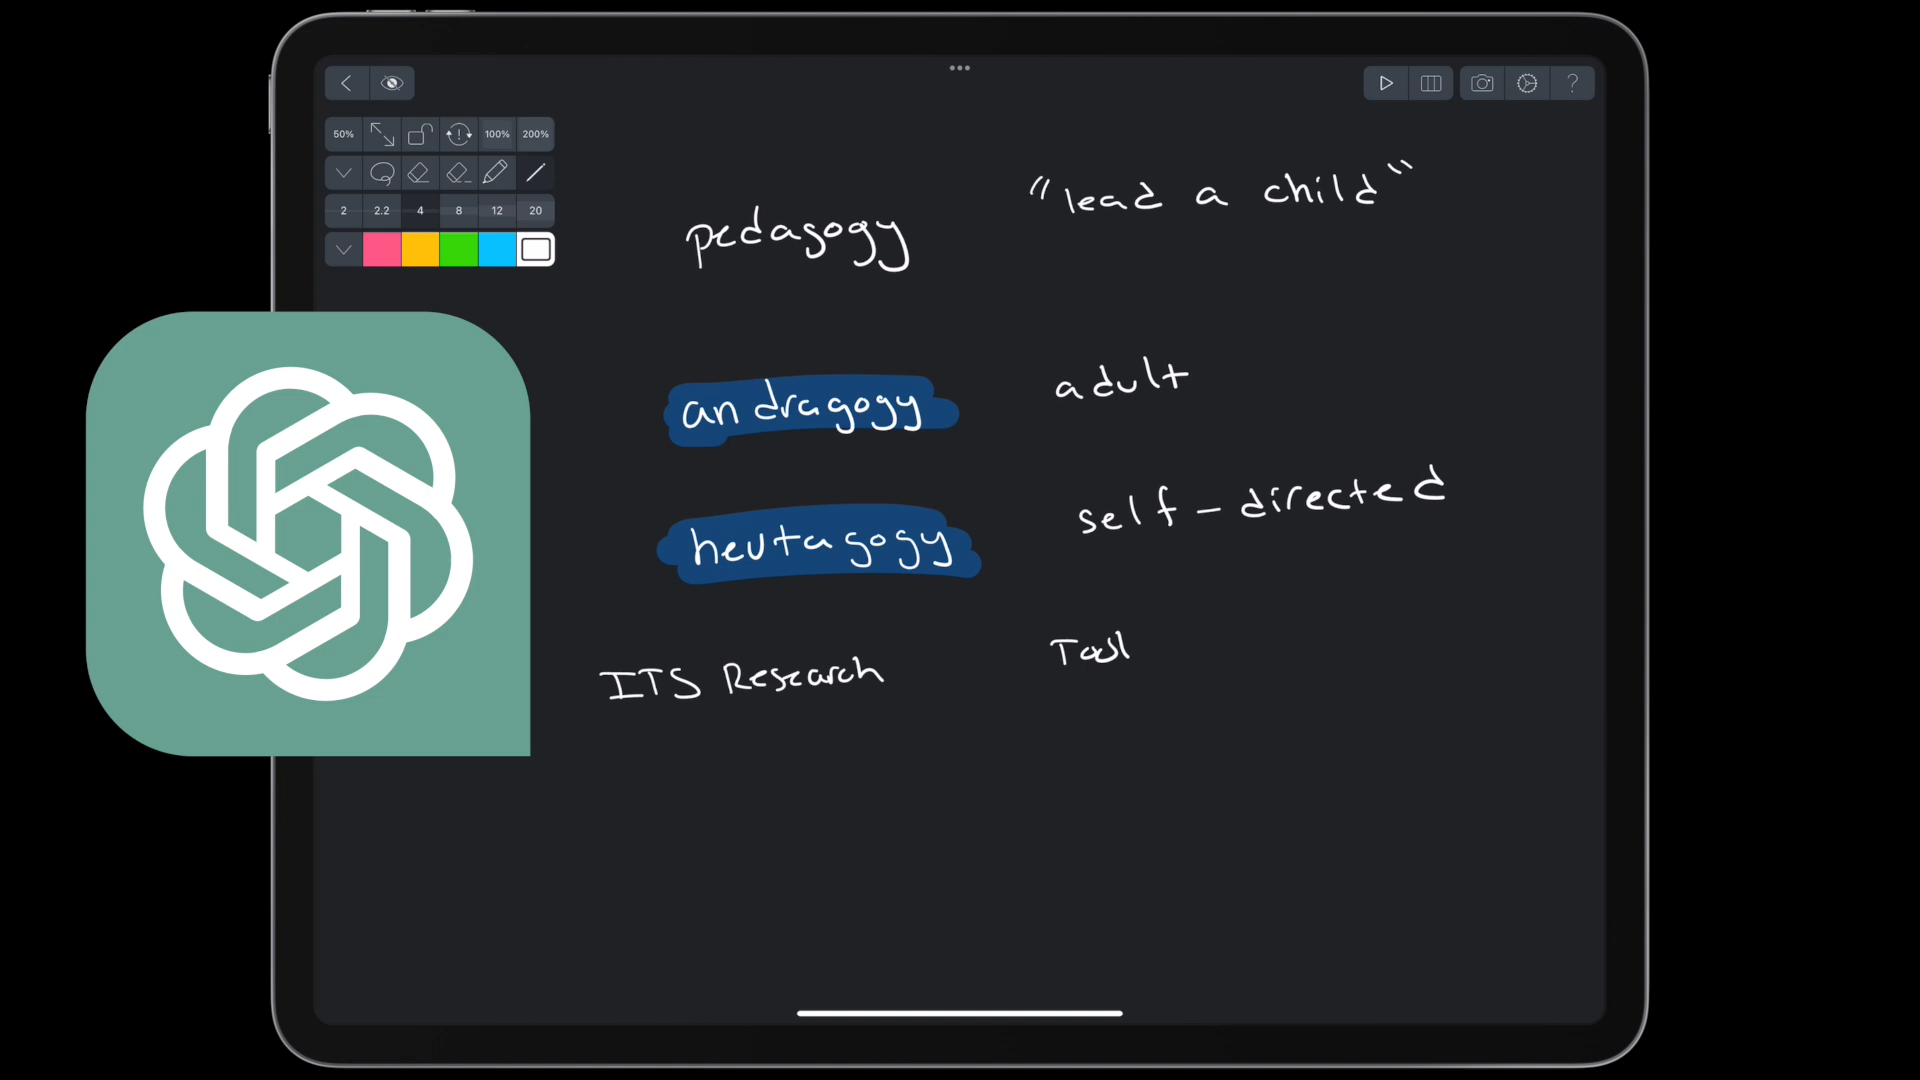 50% 100% 200%
2 2.2 4 8 12 20
?
pedagogy "lead a child"
andragogy adult
heutagogy self-directed
ITS Research Tool